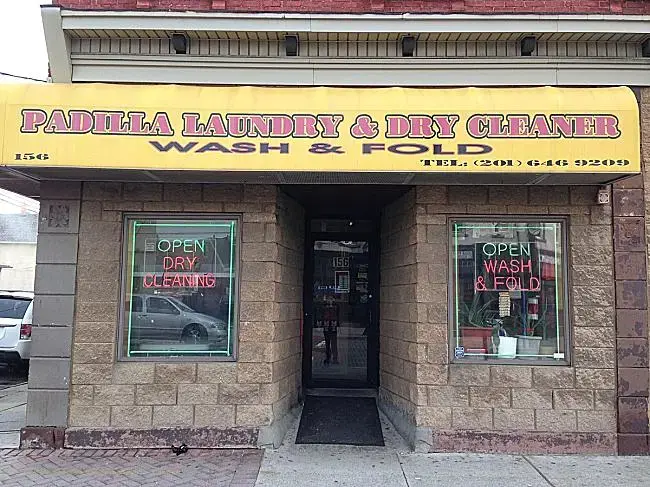 PADILLA LAUNDRY & DRY CLEANER
WASH & FOLD
156
TEL: (201) 646 9209
OPEN
DRY
CLEANING
156
OPEN
WASH
& FOLD